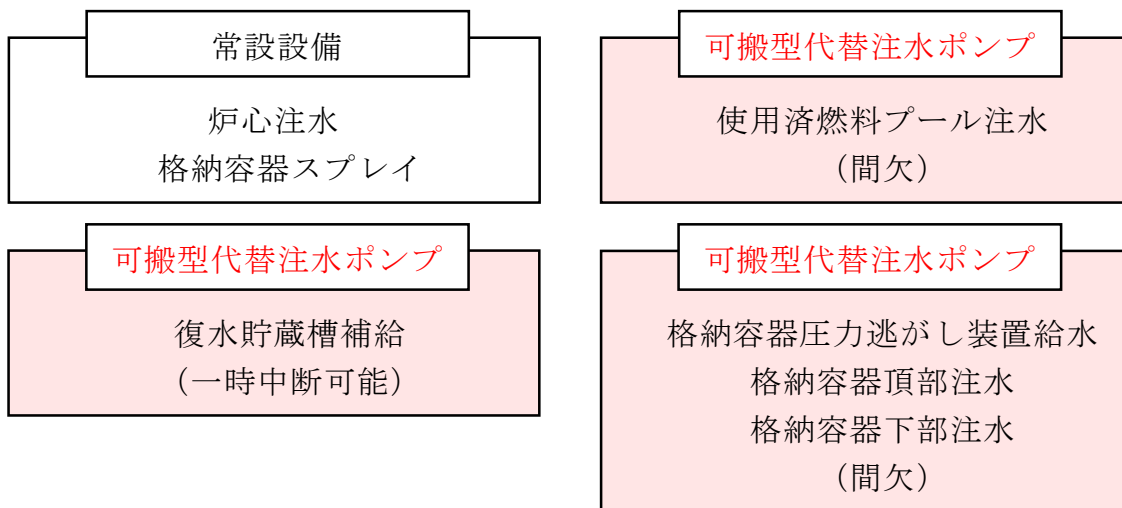 常設設備
炉心注水
格納容器スプレイ
可搬型代替注水ポンプ
使用済燃料プール注水
（間欠）
可搬型代替注水ポンプ
復水貯蔵槽補給
（一時中断可能）
可搬型代替注水ポンプ
格納容器圧力逃がし装置給水
格納容器頂部注水
格納容器下部注水
（間欠）